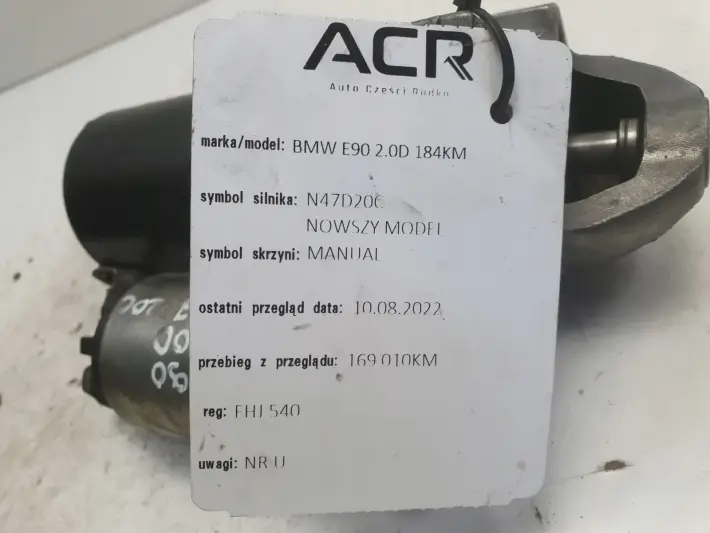 ACR
Auto Części Rudka
marka/model: BMW E90 2.0D 184KM
symbol silnika: N47D20C
NOWSZY MODEL
symbol skrzyni: MANUAL
ostatni przegląd data: 10.08.2022
przebieg z przeglądu: 169 010KM
reg: FHJ 540
uwagi: NR U